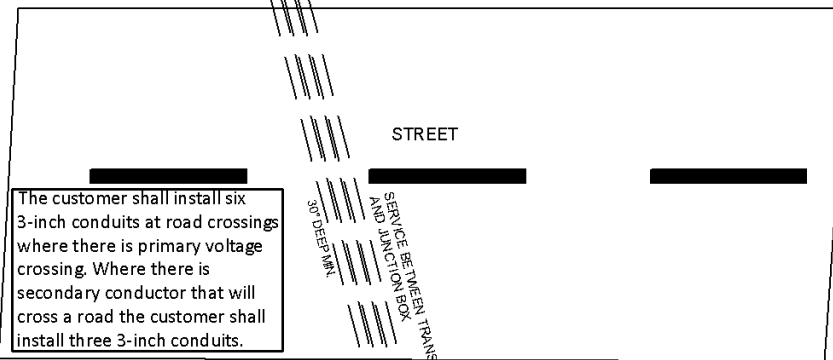 STREET
The customer shall install six
3-inch conduits at road crossings
where there is primary voltage
crossing. Where there is
secondary conductor that will
cross a road the customer shall
install three 3-inch conduits.
30" DEEP MIN.
SERVICE BETWEEN TRANS
AND JUNCTION BOX